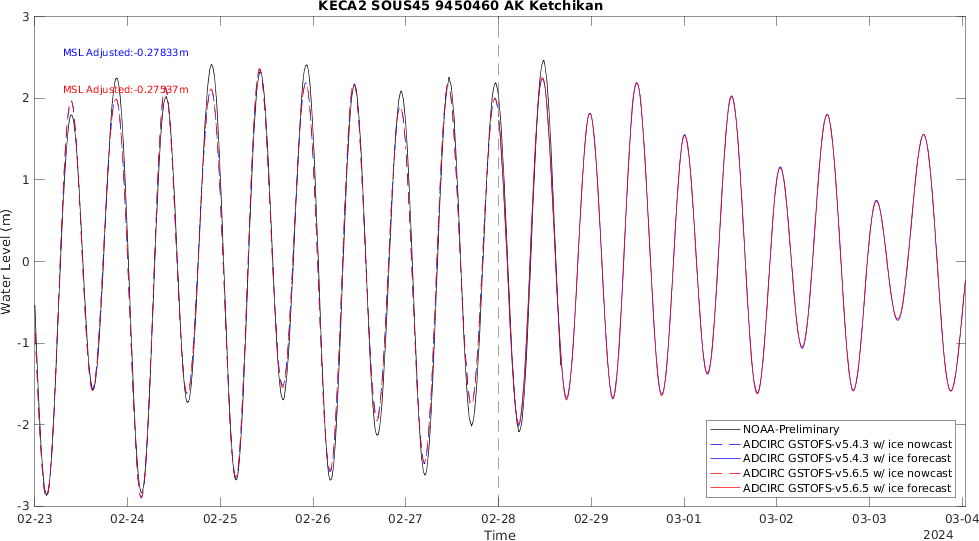 KECA2 SOUS45 9450460 AK Ketchikan
MSL Adjusted:-0.27833m
MSL Adjusted:-0.27537m
Water Level (m)
3
2
1
0
-1
-2
-3
NOAA-Preliminary
ADCIRC GSTOFS-v5.4.3 w/ ice nowcast
ADCIRC GSTOFS-v5.4.3 w/ ice forecast
ADCIRC GSTOFS-v5.6.5 w/ ice nowcast
ADCIRC GSTOFS-v5.6.5 w/ ice forecast
02-23 02-24 02-25 02-26 02-27 02-28 02-29 03-01 03-02 03-03 03-04
Time
2024